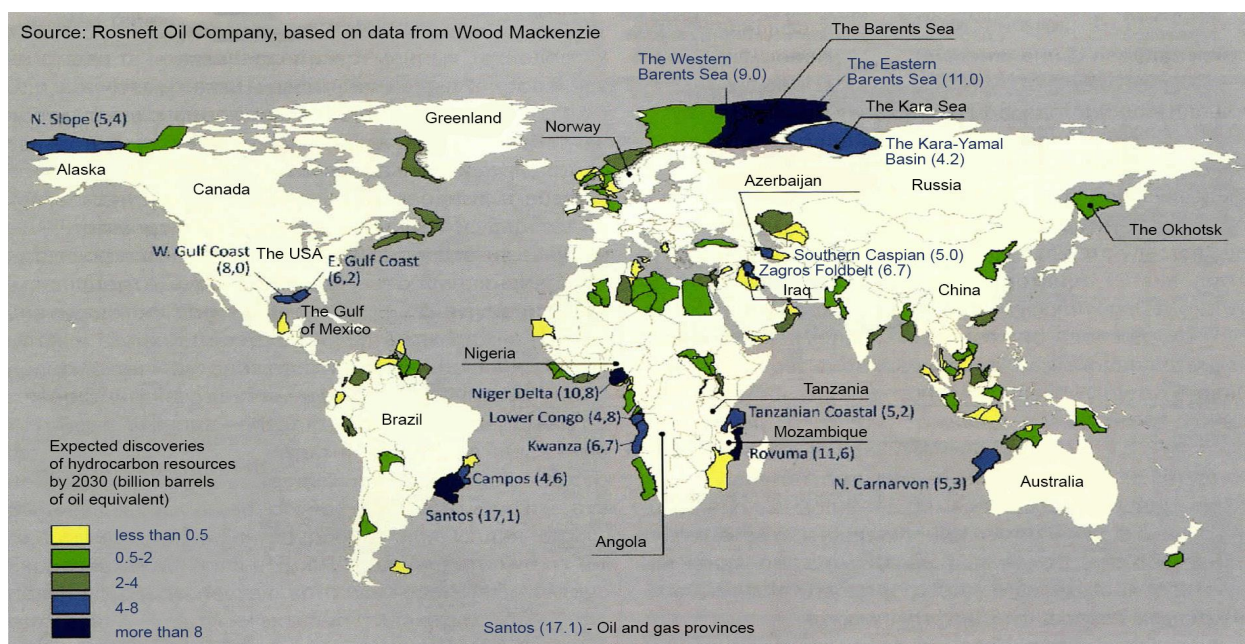 Source: Rosneft Oil Company, based on data from Wood Mackenzie
The Barents Sea
The Western
Barents Sea (9.0)
The Eastern
Barents Sea (11.0)
The Kara Sea
N. Slope (5,4)
Greenland
Norway
The Kara-Yamal
Basin (4.2)
Alaska
Canada
Azerbaijan
Russia
The Okhotsk
W. Gulf Coast
(8,0)
The USA
E. Gulf Coast
(6,2)
Southern Caspian (5.0)
Zagros Foldbelt (6.7)
Iraq
China
The Gulf
of Mexico
Nigeria
Niger Delta (10,8)
Tanzania
Lower Congo (4,8)
Tanzanian Coastal (5,2)
Brazil
Mozambique
Kwanza (6,7)
Rovuma (11,6)
Campos (4,6)
N. Carnarvon (5,3)
Australia
Santos (17,1)
Angola
Expected discoveries
of hydrocarbon resources
by 2030 (billion barrels
of oil equivalent)
less than 0.5
0.5-2
2-4
4-8
more than 8
Santos (17.1) - Oil and gas provinces